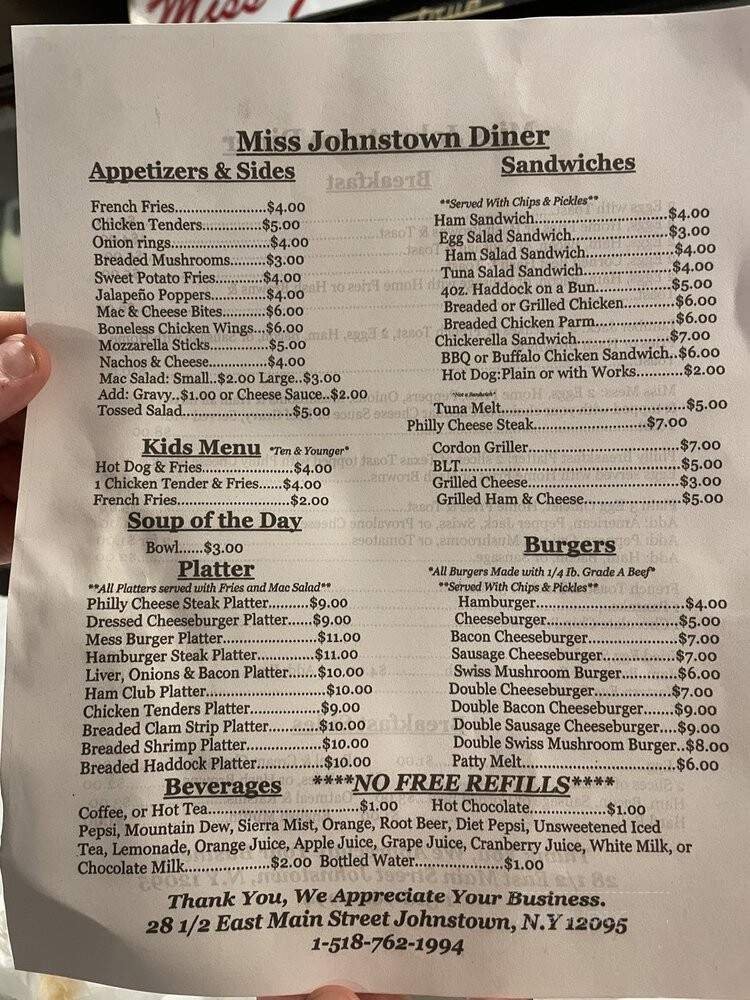 Miss
Miss Johnstown Diner
Appetizers & Sides
French Fries....................$4.00
Chicken Tenders.............$5.00
Onion rings.....................$4.00
Breaded Mushrooms........$3.00
Sweet Potato Fries..........$4.00
Jalapeño Poppers............$4.00
Mac & Cheese Bites.........$6.00
Boneless Chicken Wings...$6.00
Mozzarella Sticks.............$5.00
Nachos & Cheese.............$4.00
Mac Salad: Small..$2.00 Large..$3.00
Add: Gravy..$1.00 or Cheese Sauce..$2.00
Tossed Salad........................$5.00
Kids Menu *Ten & Younger*
Hot Dog & Fries....................$4.00
1 Chicken Tender & Fries.....$4.00
French Fries.........................$2.00
Soup of the Day
Bowl.....$3.00
Platter
**All Platters served with Fries and Mac Salad**
Philly Cheese Steak Platter..........$9.00
Dressed Cheeseburger Platter......$9.00
Mess Burger Platter.....................$11.00
Hamburger Steak Platter.............$11.00
Liver, Onions & Bacon Platter......$10.00
Ham Club Platter..........................$10.00
Chicken Tenders Platter...............$9.00
Breaded Clam Strip Platter..........$10.00
Breaded Shrimp Platter...............$10.00
Breaded Haddock Platter............$10.00
Sandwiches
**Served With Chips & Pickles**
Ham Sandwich.............................$4.00
Egg Salad Sandwich.....................$3.00
Ham Salad Sandwich...................$4.00
Tuna Salad Sandwich...................$4.00
4oz. Haddock on a Bun.................$5.00
Breaded or Grilled Chicken...........$6.00
Breaded Chicken Parm.................$6.00
Chickerella Sandwich....................$7.00
BBQ or Buffalo Chicken Sandwich..$6.00
Hot Dog:Plain or with Works..........$2.00
*Not a Sandwich*
Tuna Melt........................................$5.00
Philly Cheese Steak........................$7.00
Cordon Griller.................................$7.00
BLT.................................................$5.00
Grilled Cheese.................................$3.00
Grilled Ham & Cheese.....................$5.00
Burgers
*All Burgers Made with 1/4 Ib. Grade A Beef*
**Served With Chips & Pickles**
Hamburger................................$4.00
Cheeseburger............................$5.00
Bacon Cheeseburger...................$7.00
Sausage Cheeseburger................$7.00
Swiss Mushroom Burger............$6.00
Double Cheeseburger.................$7.00
Double Bacon Cheeseburger.......$9.00
Double Sausage Cheeseburger....$9.00
Double Swiss Mushroom Burger..$8.00
Patty Melt...................................$6.00
Beverages ****NO FREE REFILLS****
Coffee, or Hot Tea.................................$1.00 Hot Chocolate.................$1.00
Pepsi, Mountain Dew, Sierra Mist, Orange, Root Beer, Diet Pepsi, Unsweetened Iced
Tea, Lemonade, Orange Juice, Apple Juice, Grape Juice, Cranberry Juice, White Milk, or
Chocolate Milk..................$2.00 Bottled Water...................$1.00
Thank You, We Appreciate Your Business.
28 1/2 East Main Street Johnstown, N.Y 12095
1-518-762-1994